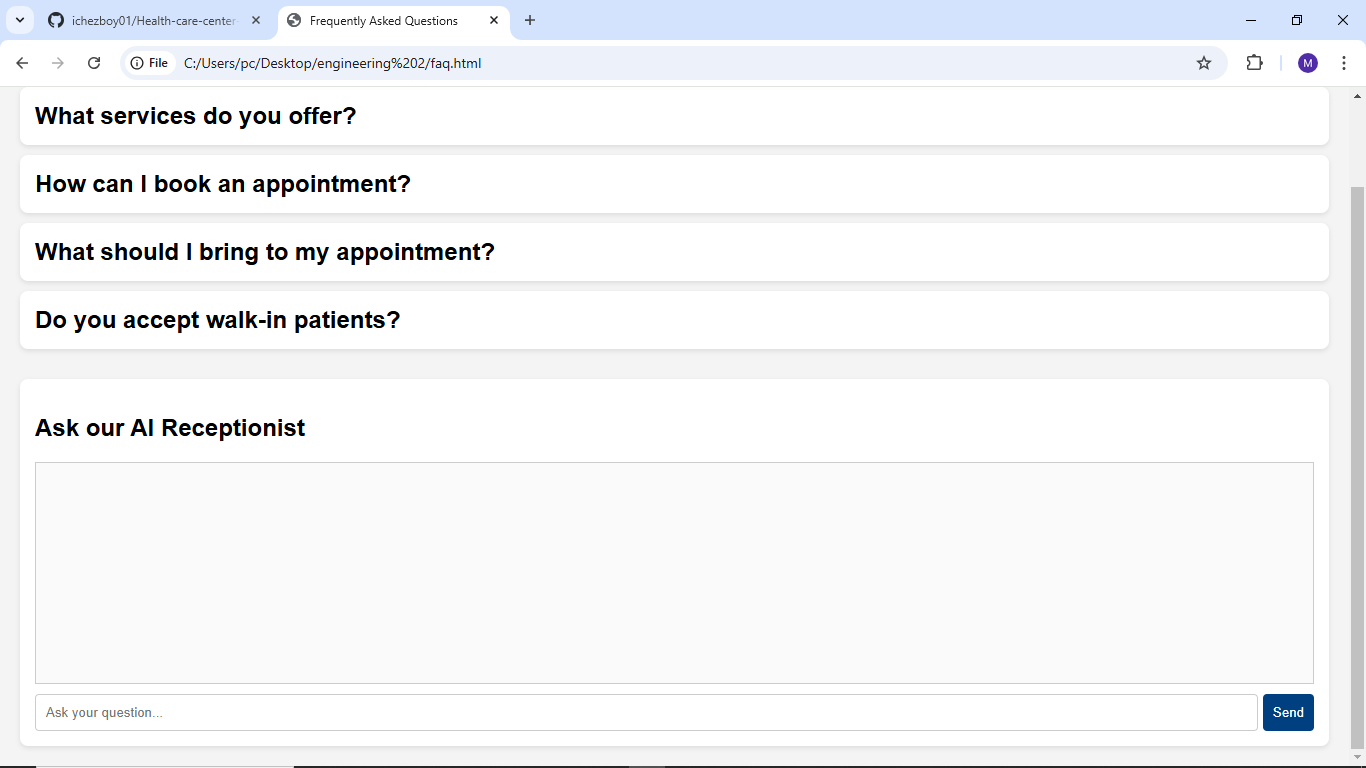 ichezboy01/Health-care-center-
Frequently Asked Questions
File
C:/Users/pc/Desktop/engineering%202/faq.html
M
What services do you offer?
How can I book an appointment?
What should I bring to my appointment?
Do you accept walk-in patients?
Ask our AI Receptionist
Ask your question...
Send